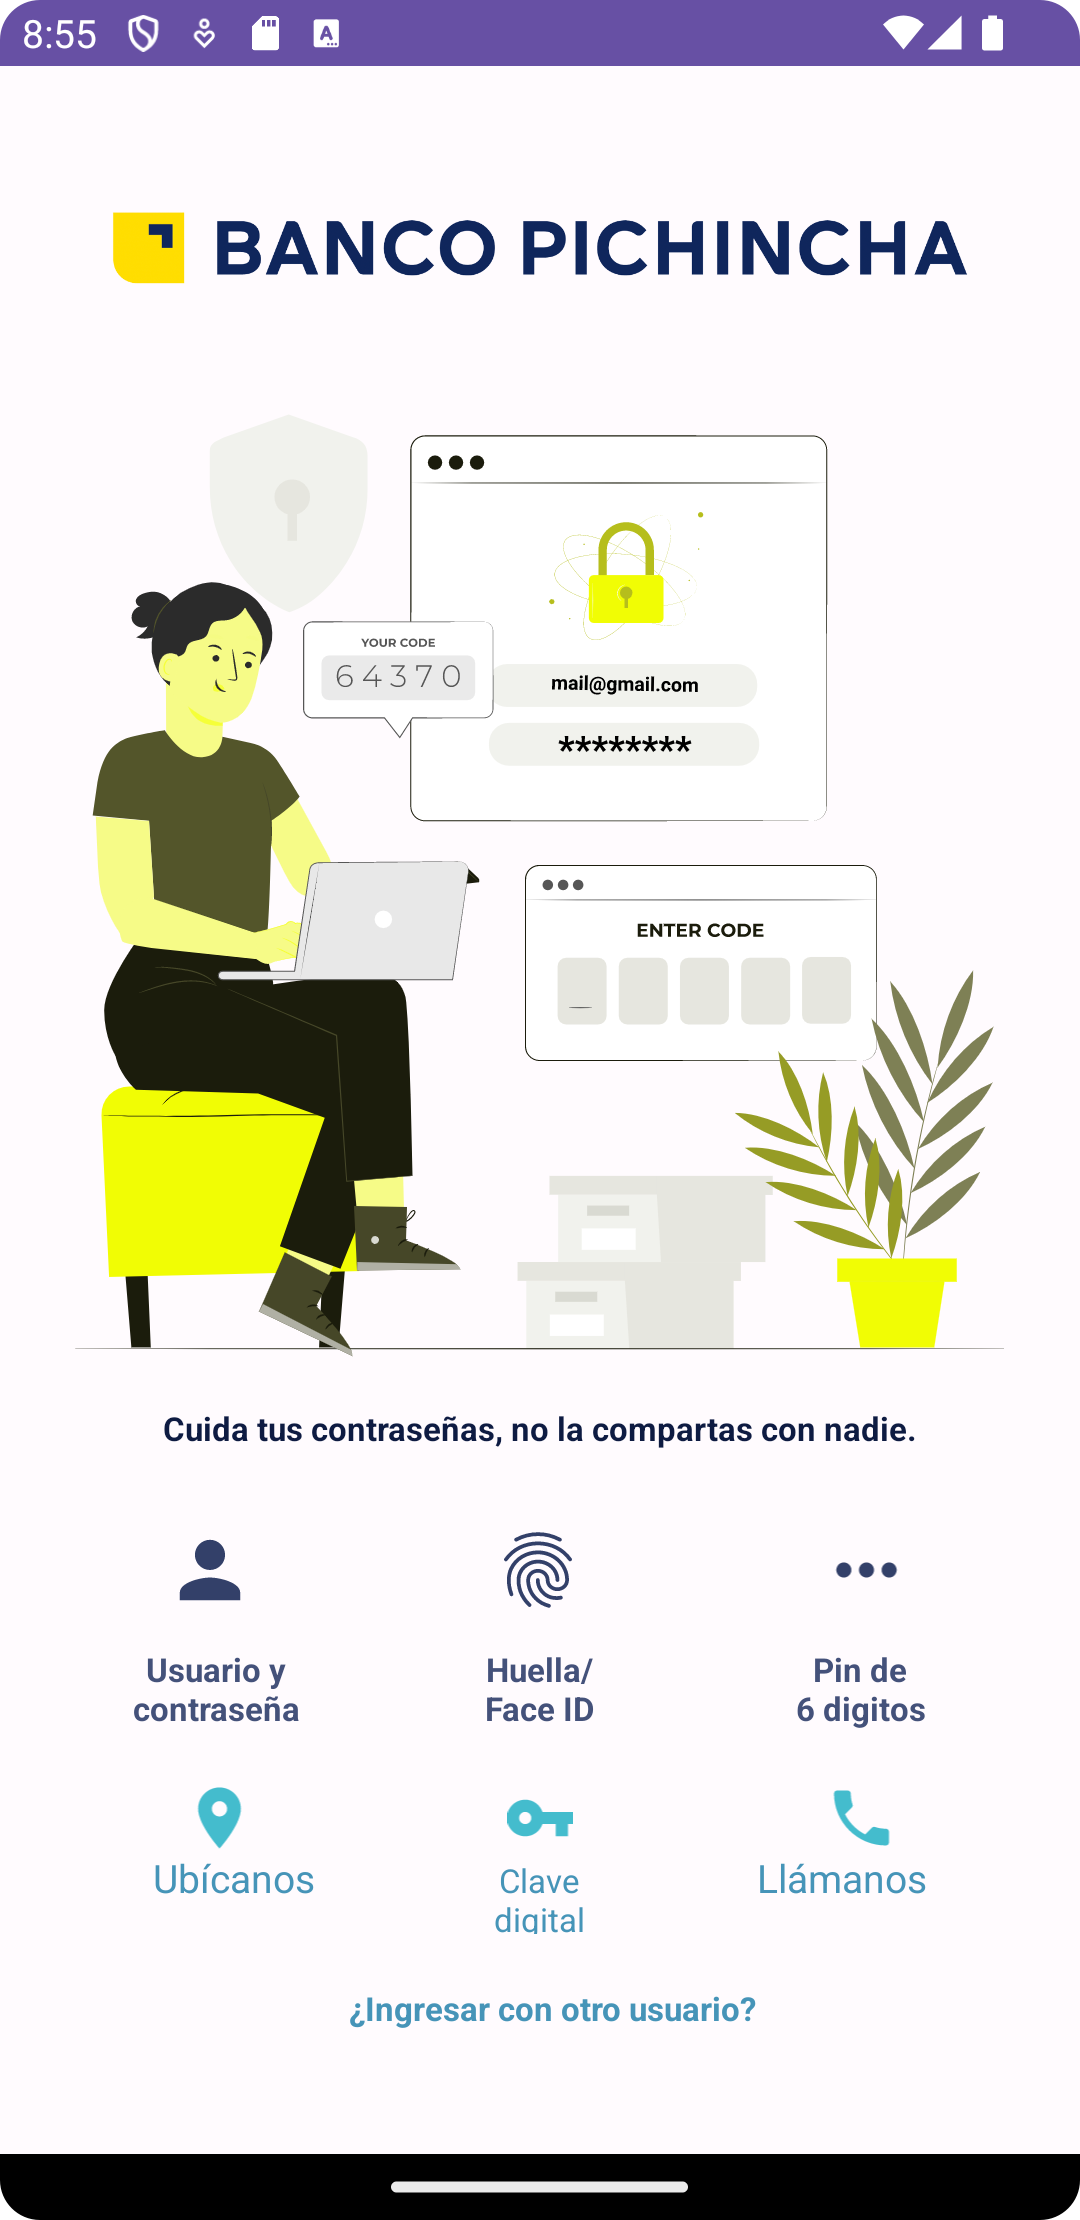 8:55
A
BANCO PICHINCHA
YOUR CODE
64370
mail@gmail.com
********
ENTER CODE
Cuida tus contraseñas, no la compartas con nadie.
Usuario y
contraseña
Huella/
Face ID
Pin de
6 digitos
Ubícanos
Clave
digital
Llámanos
¿Ingresar con otro usuario?